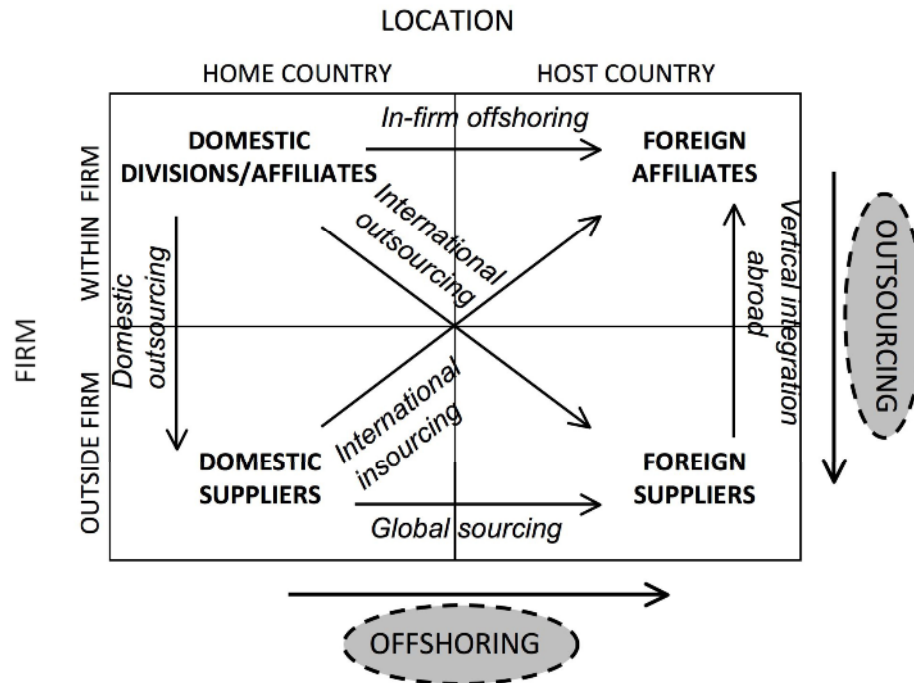 LOCATION
HOME COUNTRY
HOST COUNTRY
FIRM
WITHIN FIRM
OUTSIDE FIRM
DOMESTIC
DIVISIONS/AFFILIATES
In-firm offshoring
FOREIGN
AFFILIATES
International
outsourcing
Domestic
outsourcing
Vertical integration
abroad
International
insourcing
DOMESTIC
SUPPLIERS
Global sourcing
FOREIGN
SUPPLIERS
OUTSOURCING
OFFSHORING